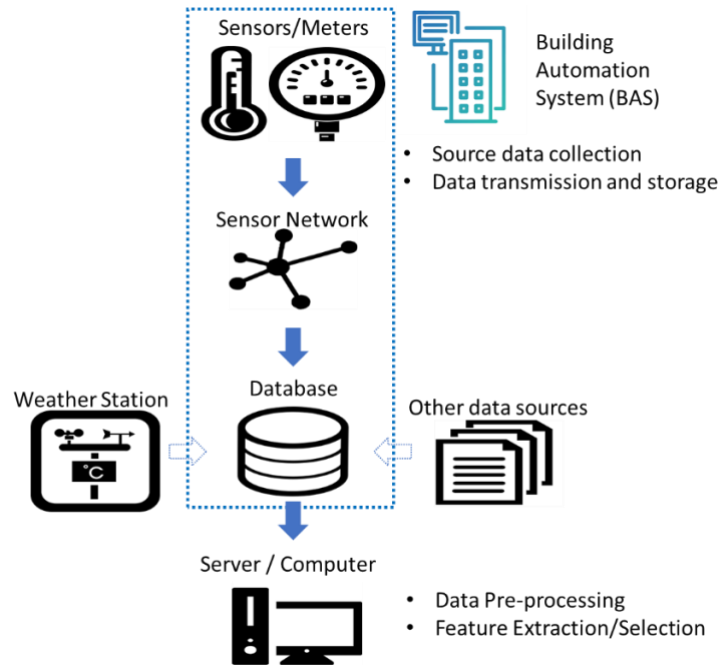 Sensors/Meters
Building
Automation
System (BAS)
• Source data collection
• Data transmission and storage
Sensor Network
Weather Station
Database
Other data sources
°C
Server / Computer
• Data Pre-processing
• Feature Extraction/Selection